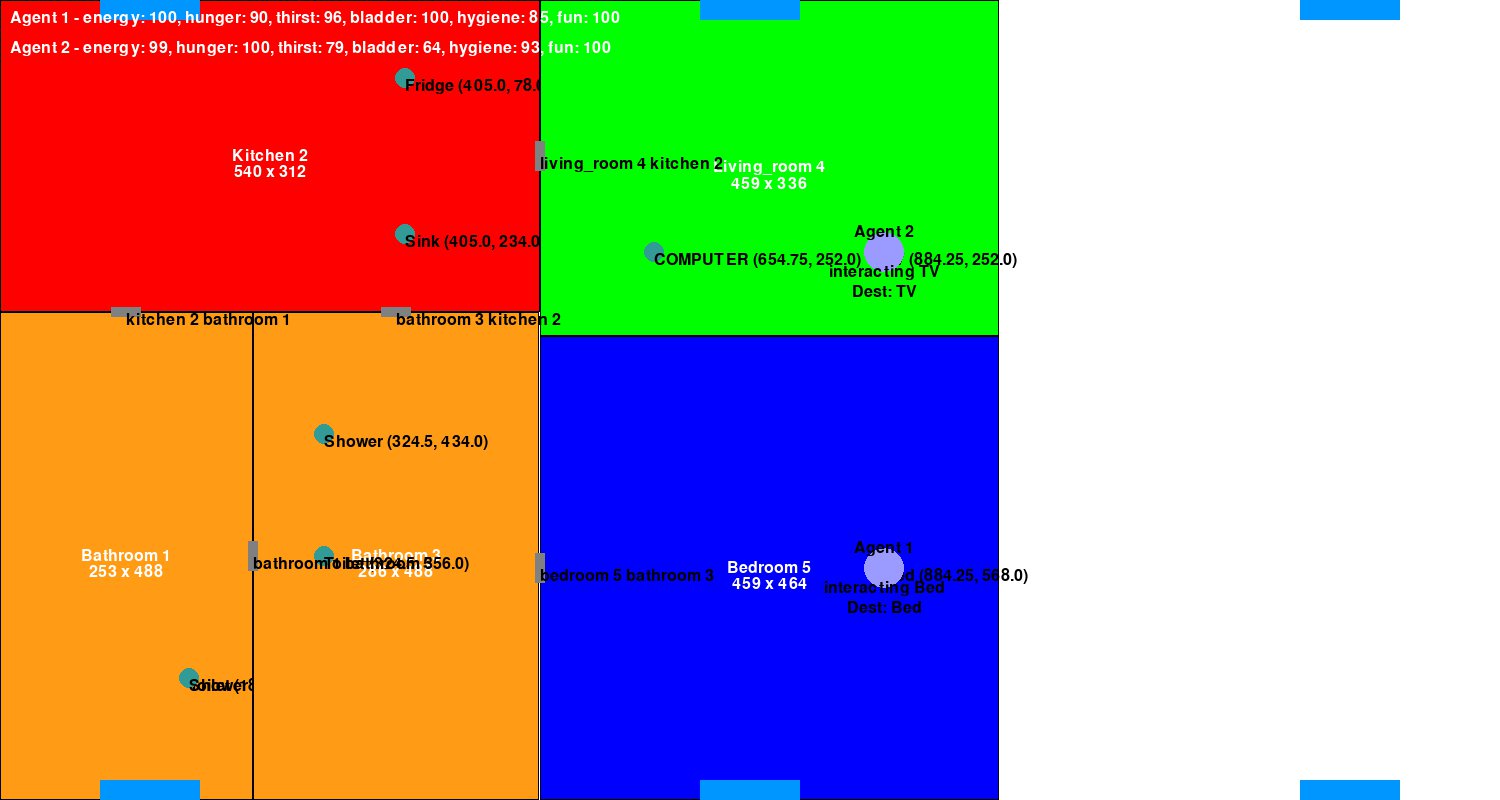 Agent 1 - energy: 100, hunger: 90, thirst: 96, bladder: 100, hygiene: 85, fun: 100
Agent 2 - energy: 99, hunger: 100, thirst: 79, bladder: 64, hygiene: 93, fun: 100
Fridge (405.0, 78.0
Kitchen 2
540 x 312
living_room 4 kitchen 2
Living_room 4
459 x 336
Sink (405.0, 234.0
Agent 2
COMPUTER (654.75, 252.0)
(884.25, 252.0)
interacting TV
Dest: TV
kitchen 2 bathroom 1
bathroom 3 kitchen 2
Shower (324.5, 434.0)
Bathroom 1
253 x 488
Bathroom 3
286 x 488
bedroom 5 bathroom 3
Bedroom 5
459 x 464
Agent 1
(884.25, 568.0)
interacting Bed
Dest: Bed